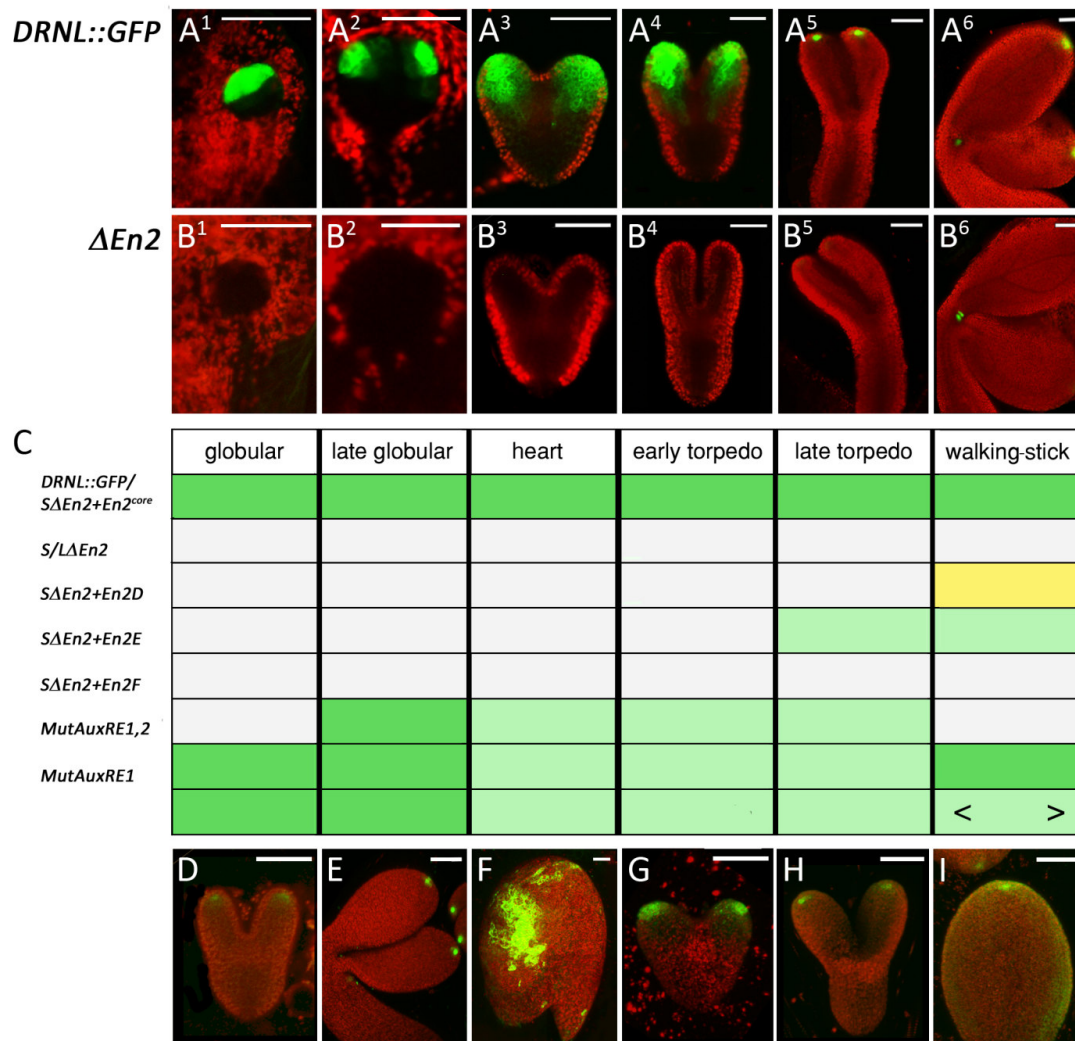 DRNL::GFP
A1 A2 A3 A4 A5 A6
ΔEn2
B1 B2 B3 B4 B5 B6
C
globular late globular heart early torpedo late torpedo walking-stick
DRNL::GFP/
SΔEn2+En2core
S/LΔEn2
SΔEn2+En2D
SΔEn2+En2E
SΔEn2+En2F
MutAuxRE1,2
MutAuxRE1
< >
D E F G H I